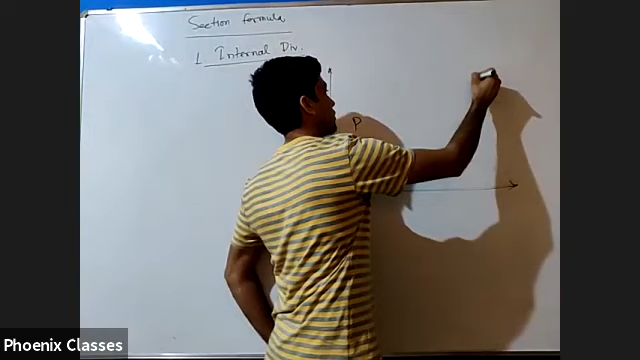 Section formula
1 Internal Div.
P
Phoenix Classes